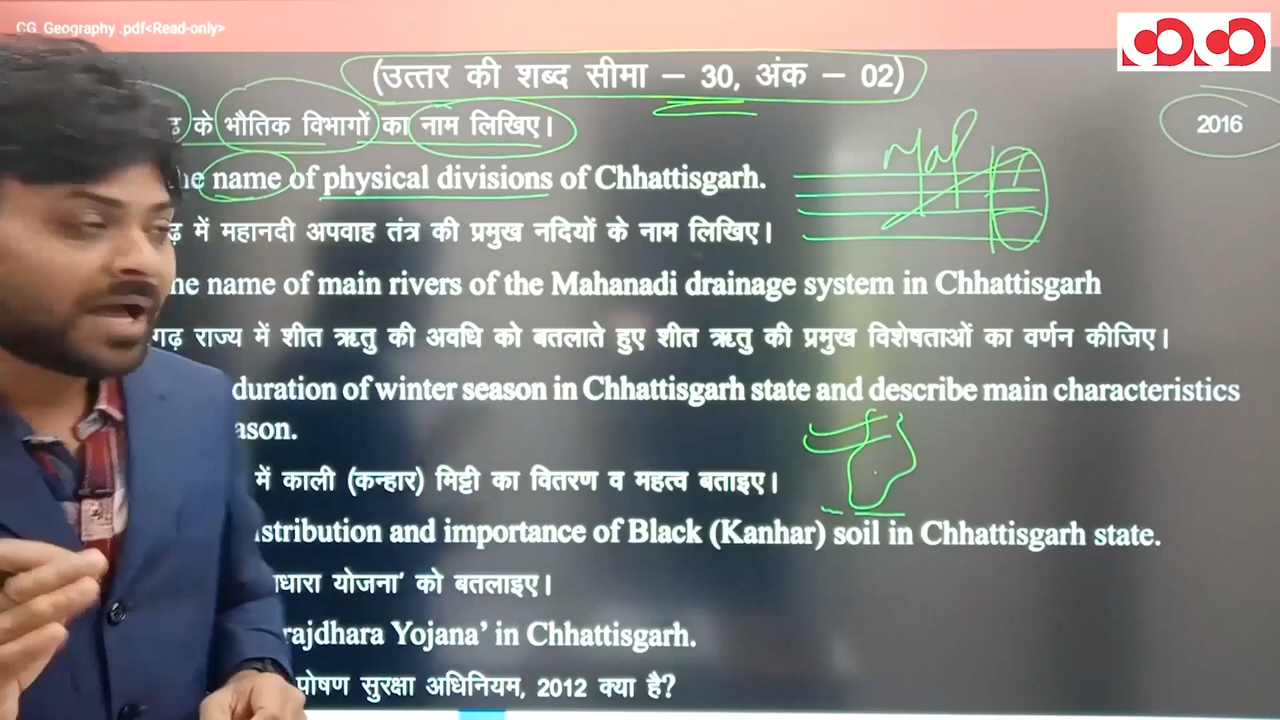 CG Geography .pdf<Read-only>
(उत्तर की शब्द सीमा – 30, अंक – 02)
के भौतिक विभागों का नाम लिखिए। 2016
Map
name of physical divisions of Chhattisgarh.
में महानदी अपवाह तंत्र की प्रमुख नदियों के नाम लिखिए।
name of main rivers of the Mahanadi drainage system in Chhattisgarh
राज्य में शीत ऋतु की अवधि को बतलाते हुए शीत ऋतु की प्रमुख विशेषताओं का वर्णन कीजिए।
duration of winter season in Chhattisgarh state and describe main characteristics
ason.
में काली (कन्हार) मिट्टी का वितरण व महत्व बताइए।
istribution and importance of Black (Kanhar) soil in Chhattisgarh state.
धारा योजना’ को बतलाइए।
rajdhara Yojana’ in Chhattisgarh.
पोषण सुरक्षा अधिनियम, 2012 क्या है?